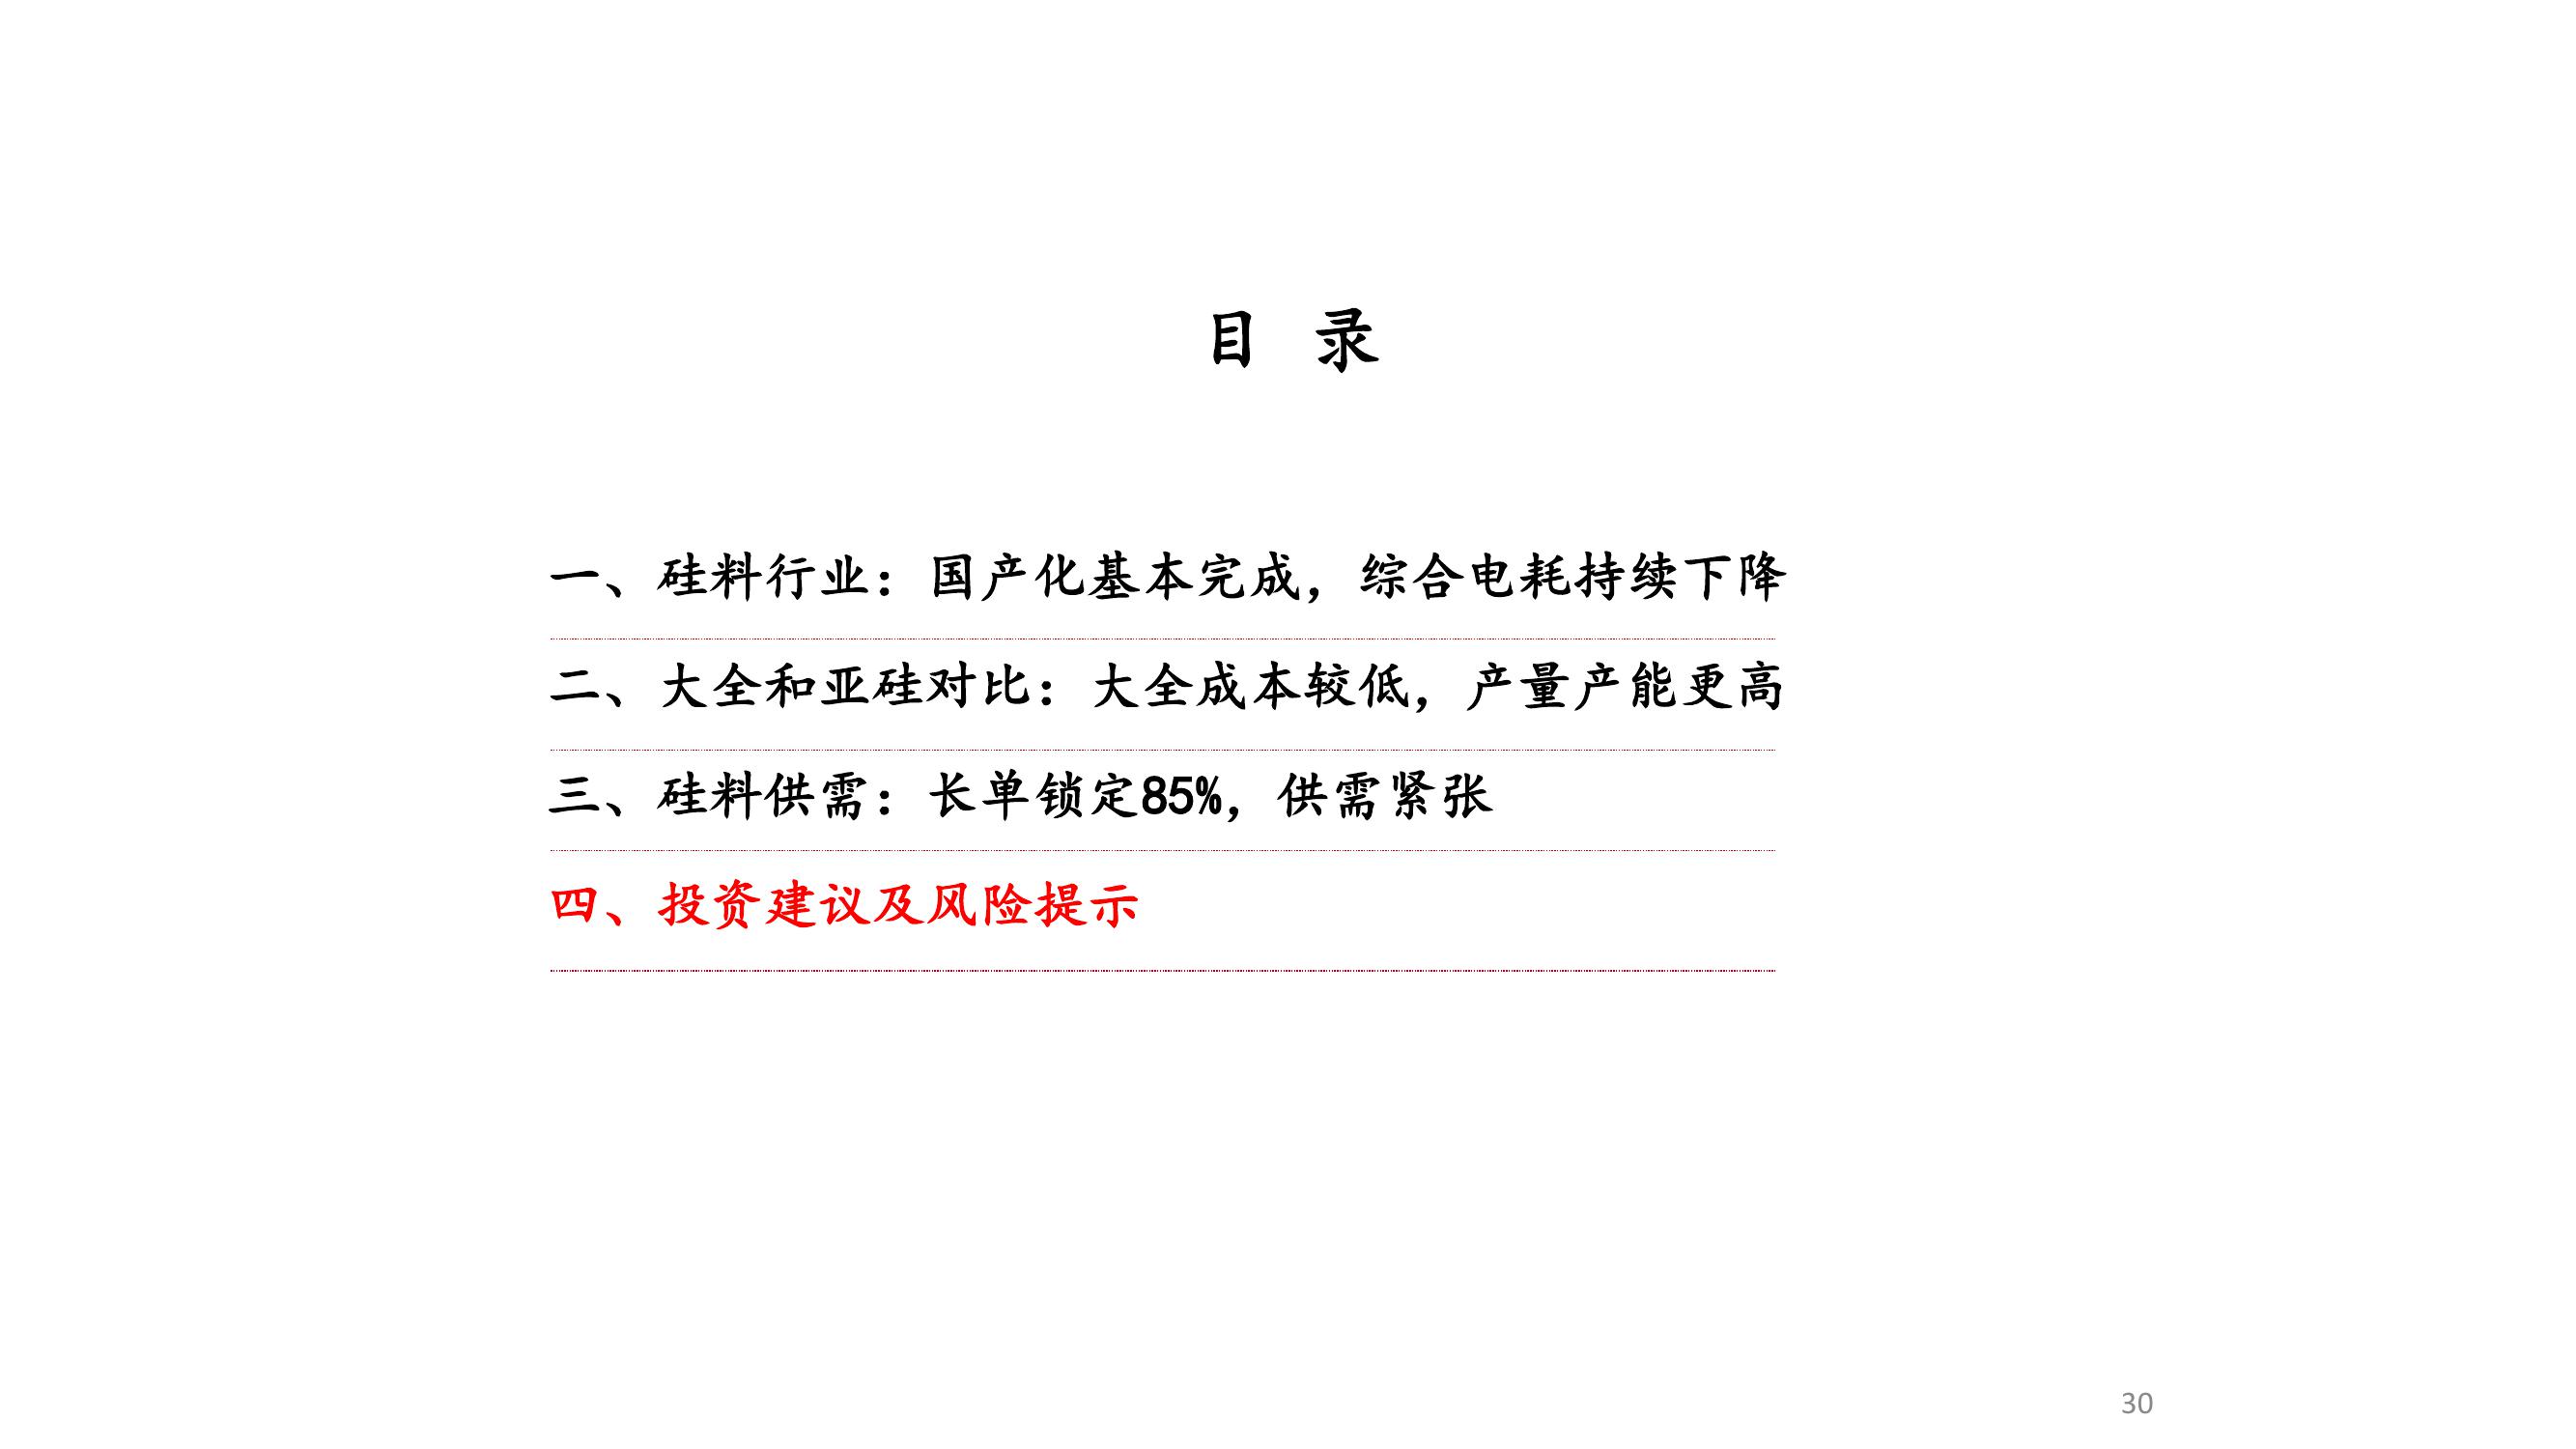 目 录
一、硅料行业：国产化基本完成，综合电耗持续下降
二、大全和亚硅对比：大全成本较低，产量产能更高
三、硅料供需：长单锁定85%，供需紧张
四、投资建议及风险提示
30